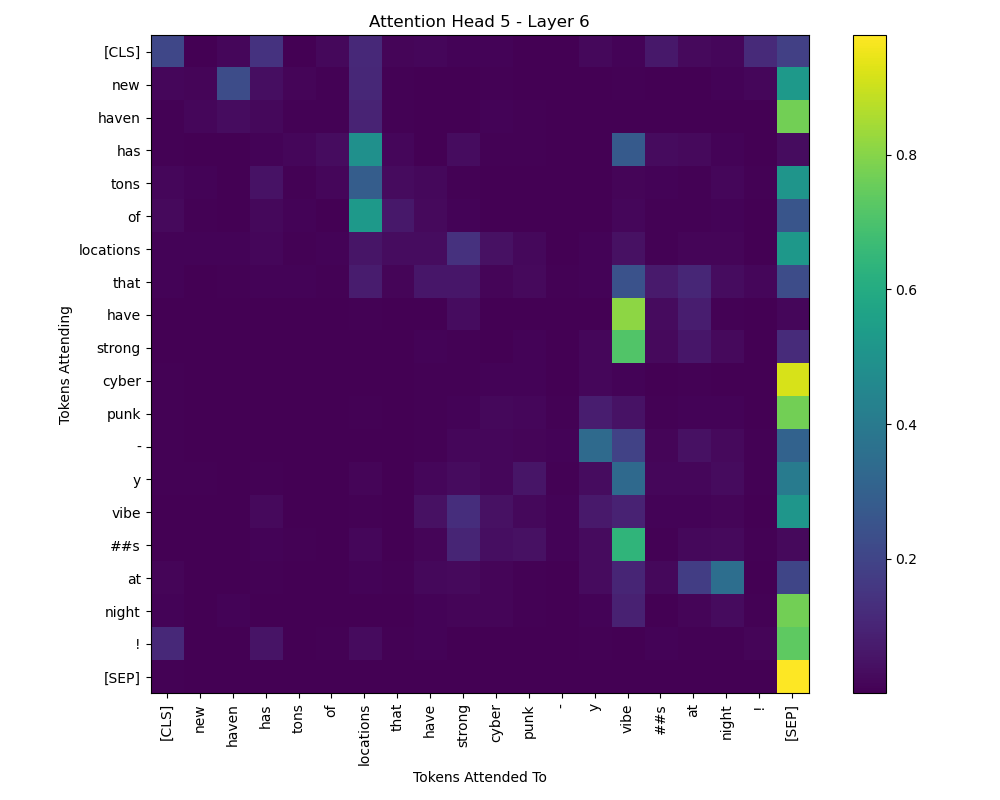 Attention Head 5 - Layer 6
Tokens Attending
[CLS]
new
haven
has
tons
of
locations
that
have
strong
cyber
punk
-
y
vibe
##s
at
night
!
[SEP]
[CLS]
new
haven
has
tons
of
locations
that
have
strong
cyber
punk
-
y
vibe
##s
at
night
!
[SEP]
Tokens Attended To
0.8
0.6
0.4
0.2